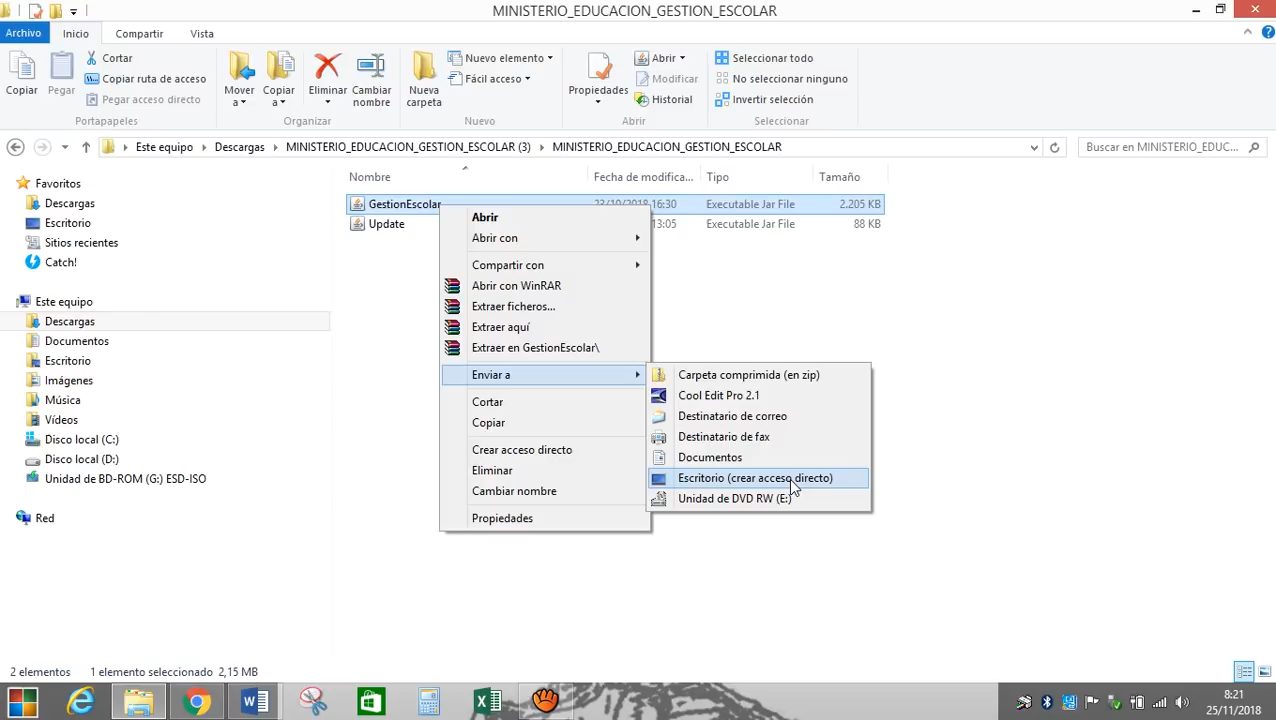 MINISTERIO_EDUCACION_GESTION_ESCOLAR
Archivo Inicio Compartir Vista
Copiar
Pegar
Cortar
Copiar ruta de acceso
Pegar acceso directo
Portapapeles
Mover a
Copiar a
Eliminar
Cambiar nombre
Organizar
Nueva carpeta
Nuevo elemento
Fácil acceso
Nuevo
Propiedades
Abrir
Modificar
Historial
Abrir
Seleccionar todo
No seleccionar ninguno
Invertir selección
Seleccionar
Este equipo Descargas MINISTERIO_EDUCACION_GESTION_ESCOLAR (3) MINISTERIO_EDUCACION_GESTION_ESCOLAR
Buscar en MINISTERIO_EDUC...
Favoritos
Descargas
Escritorio
Sitios recientes
Catch!
Este equipo
Descargas
Documentos
Escritorio
Imágenes
Música
Vídeos
Disco local (C:)
Disco local (D:)
Unidad de BD-ROM (G:) ESD-ISO
Red
Nombre Fecha de modifica... Tipo Tamaño
GestionEscolar 23/10/2018 16:30 Executable Jar File 2.205 KB
Update 13:05 Executable Jar File 88 KB
Abrir
Abrir con
Compartir con
Abrir con WinRAR
Extraer ficheros...
Extraer aquí
Extraer en GestionEscolar\
Enviar a
Cortar
Copiar
Crear acceso directo
Eliminar
Cambiar nombre
Propiedades
Carpeta comprimida (en zip)
Cool Edit Pro 2.1
Destinatario de correo
Destinatario de fax
Documentos
Escritorio (crear acceso directo)
Unidad de DVD RW (E:)
2 elementos 1 elemento seleccionado 2,15 MB
8:21
25/11/2018